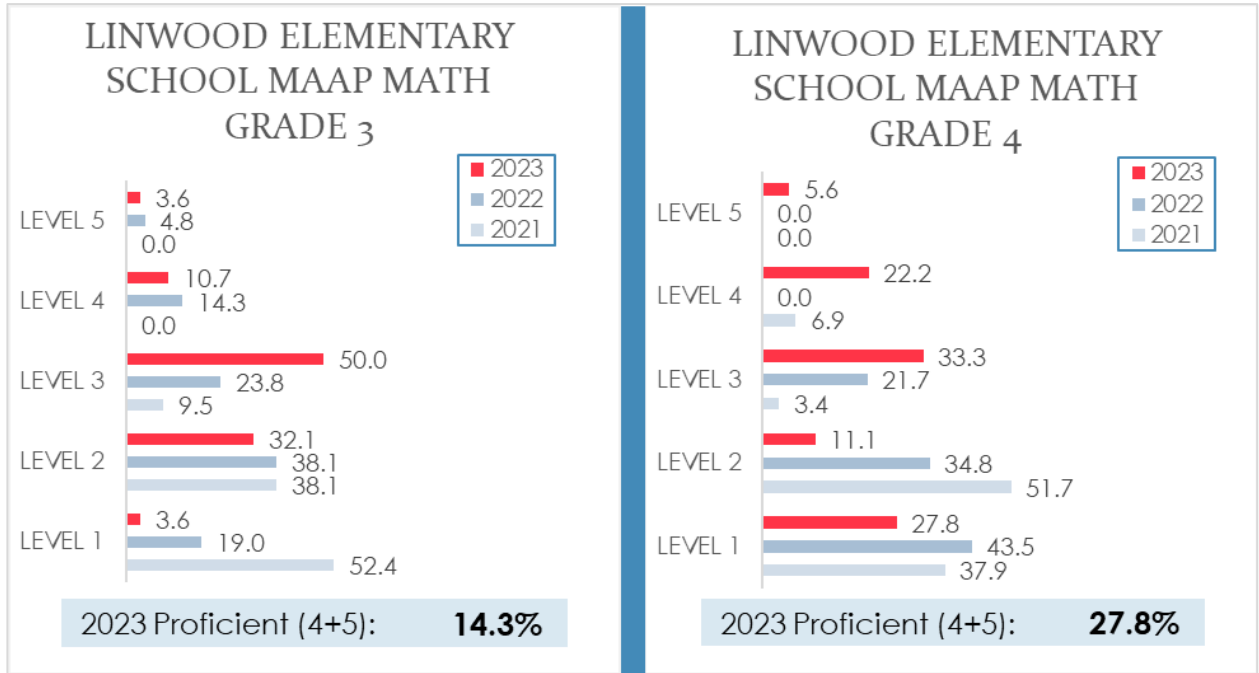 LINWOOD ELEMENTARY
SCHOOL MAAP MATH
GRADE 3
2023
2022
2021
LEVEL 5
3.6
4.8
0.0
LEVEL 4
10.7
14.3
0.0
LEVEL 3
50.0
23.8
9.5
LEVEL 2
32.1
38.1
38.1
LEVEL 1
3.6
19.0
52.4
2023 Proficient (4+5): 14.3%
LINWOOD ELEMENTARY
SCHOOL MAAP MATH
GRADE 4
2023
2022
2021
LEVEL 5
5.6
0.0
0.0
LEVEL 4
22.2
0.0
6.9
LEVEL 3
33.3
21.7
3.4
LEVEL 2
11.1
34.8
51.7
LEVEL 1
27.8
43.5
37.9
2023 Proficient (4+5): 27.8%